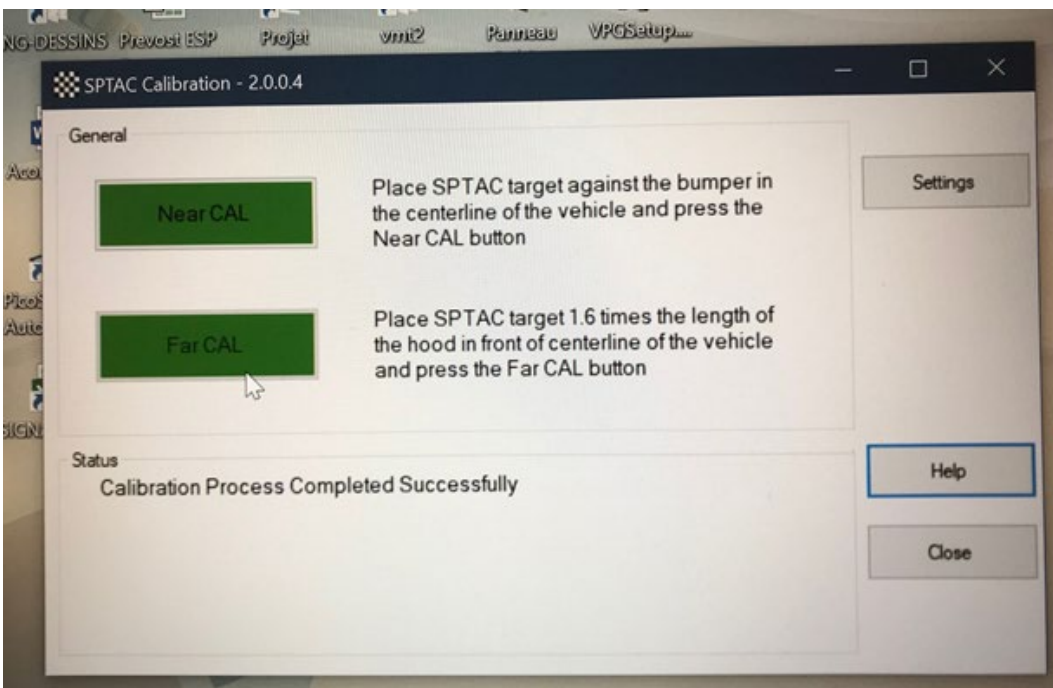 NG-DESSINS Prevost ESP Projet vmt2 Panneau VPGSetup....
SPTAC Calibration - 2.0.0.4
General
Near CAL
Place SPTAC target against the bumper in
the centerline of the vehicle and press the
Near CAL button
Settings
Far CAL
Place SPTAC target 1.6 times the length of
the hood in front of centerline of the vehicle
and press the Far CAL button
Status
Calibration Process Completed Successfully
Help
Close